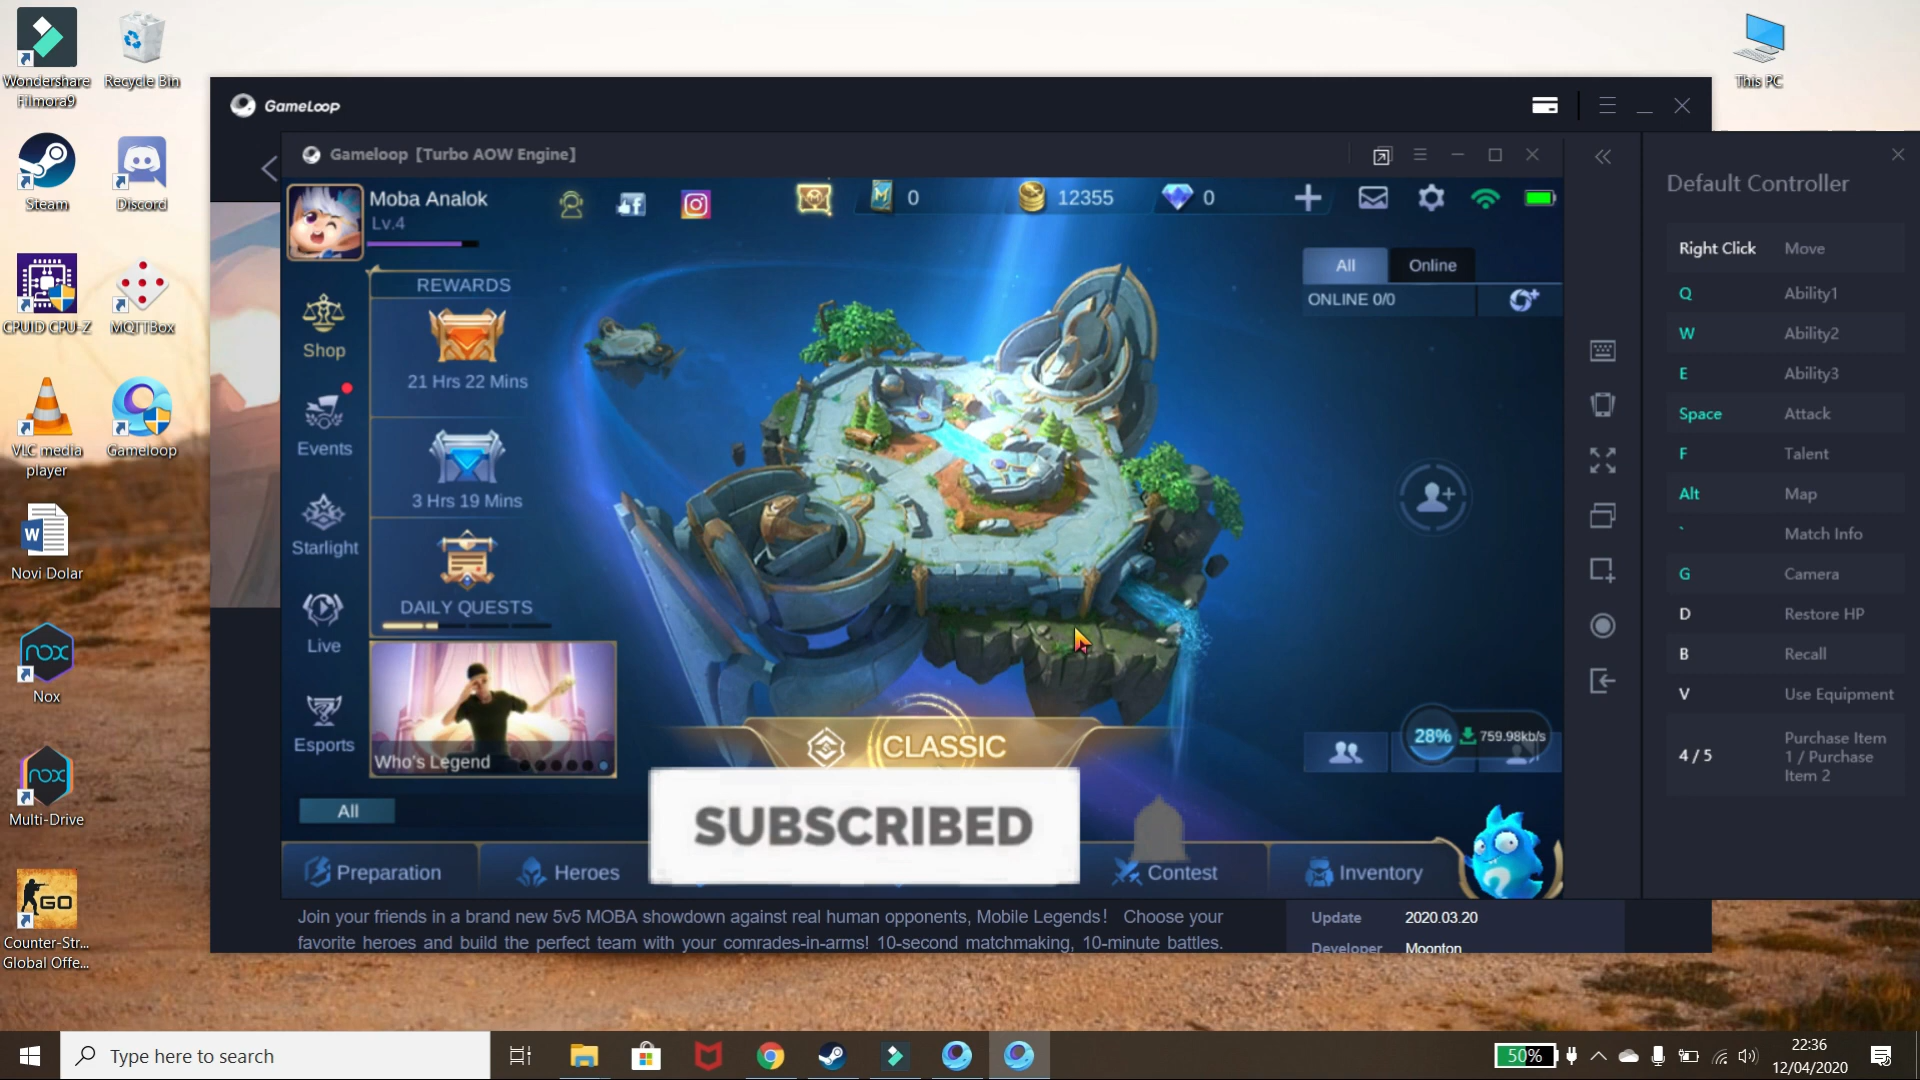 Wondershare
Filmora9
Recycle Bin
This PC
Steam
Discord
CPUID CPU-Z
MQTTBox
VLC media
player
Gameloop
Novi Dolar
Nox
Multi-Drive
Counter-Str...
Global Offe...
GameLoop
Gameloop【Turbo AOW Engine】
Moba Analok
Lv.4
0
12355
0
All
Online
ONLINE 0/0
Shop
Events
Starlight
Live
Esports
REWARDS
21 Hrs 22 Mins
3 Hrs 19 Mins
DAILY QUESTS
Who's Legend
All
CLASSIC
28%
759.98kb/s
SUBSCRIBED
Preparation
Heroes
Contest
Inventory
Join your friends in a brand new 5v5 MOBA showdown against real human opponents, Mobile Legends! Choose your
favorite heroes and build the perfect team with your comrades-in-arms! 10-second matchmaking, 10-minute battles.
Update 2020.03.20
Developer Moonton
Default Controller
Right Click Move
Q Ability1
W Ability2
E Ability3
Space Attack
F Talent
Alt Map
` Match Info
G Camera
D Restore HP
B Recall
V Use Equipment
4 / 5 Purchase Item
1 / Purchase
Item 2
Type here to search
50%
22:36
12/04/2020